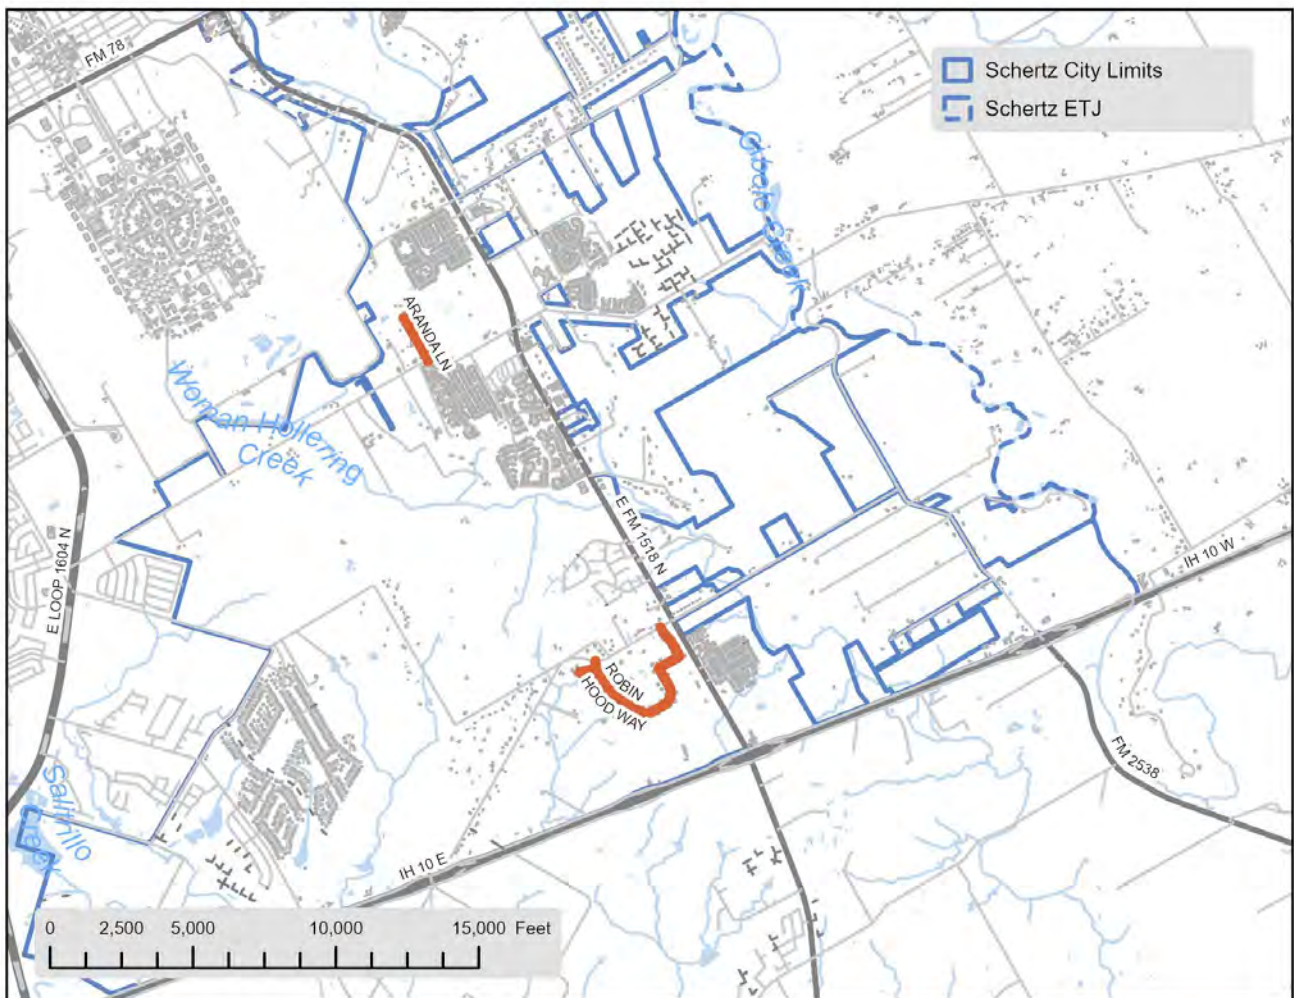 FM 78
Schertz City Limits
Schertz ETJ
Cibolo Creek
ARANDA LN
Woman Hollering
Creek
E FM 1518 N
E LOOP 1604 N
IH 10 W
ROBIN
HOOD WAY
FM 2538
Salitrillo
Creek
IH 10 E
0 2,500 5,000 10,000 15,000 Feet